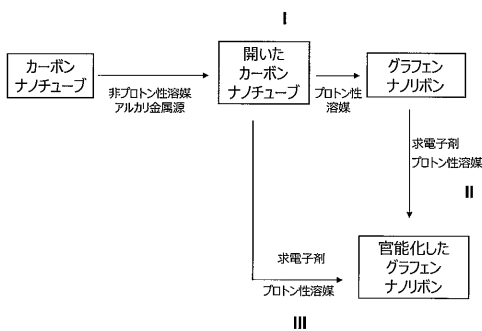 I
カーボン
ナノチューブ
非プロトン性溶媒
アルカリ金属源
開いた
カーボン
ナノチューブ
プロトン性
溶媒
グラフェン
ナノリボン
求電子剤
プロトン性溶媒
II
求電子剤
プロトン性溶媒
官能化した
グラフェン
ナノリボン
III